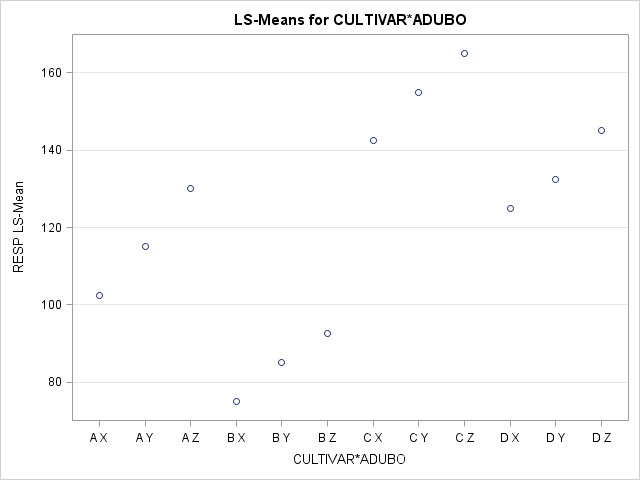 LS-Means for CULTIVAR*ADUBO
RESP LS-Mean
160
140
120
100
80
A X A Y A Z B X B Y B Z C X C Y C Z D X D Y D Z
CULTIVAR*ADUBO